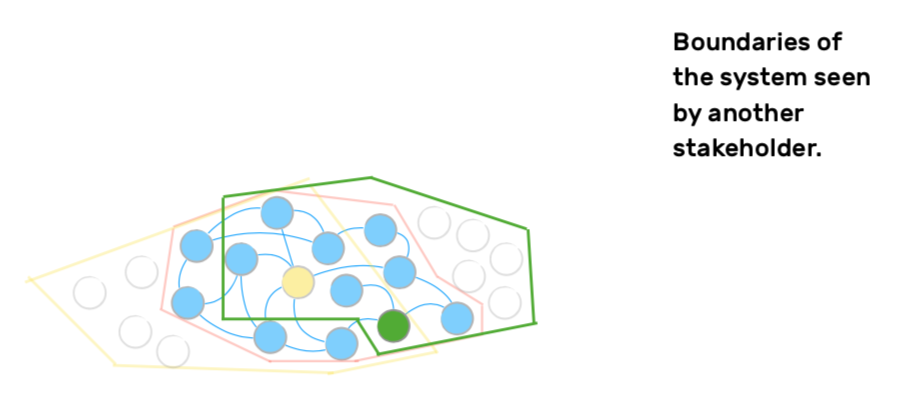 Boundaries of
the system seen
by another
stakeholder.